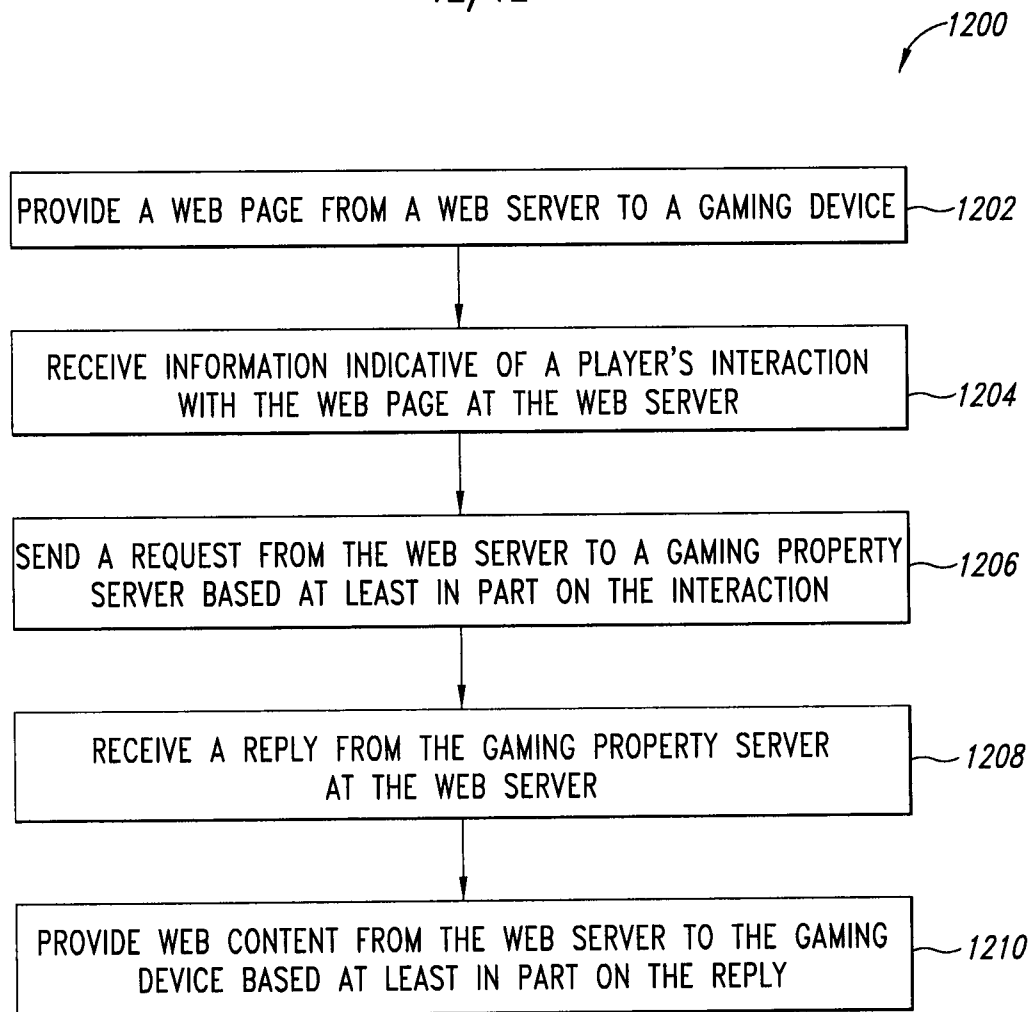 12/12
1200
PROVIDE A WEB PAGE FROM A WEB SERVER TO A GAMING DEVICE
1202
RECEIVE INFORMATION INDICATIVE OF A PLAYER'S INTERACTION
WITH THE WEB PAGE AT THE WEB SERVER
1204
SEND A REQUEST FROM THE WEB SERVER TO A GAMING PROPERTY
SERVER BASED AT LEAST IN PART ON THE INTERACTION
1206
RECEIVE A REPLY FROM THE GAMING PROPERTY SERVER
AT THE WEB SERVER
1208
PROVIDE WEB CONTENT FROM THE WEB SERVER TO THE GAMING
DEVICE BASED AT LEAST IN PART ON THE REPLY
1210